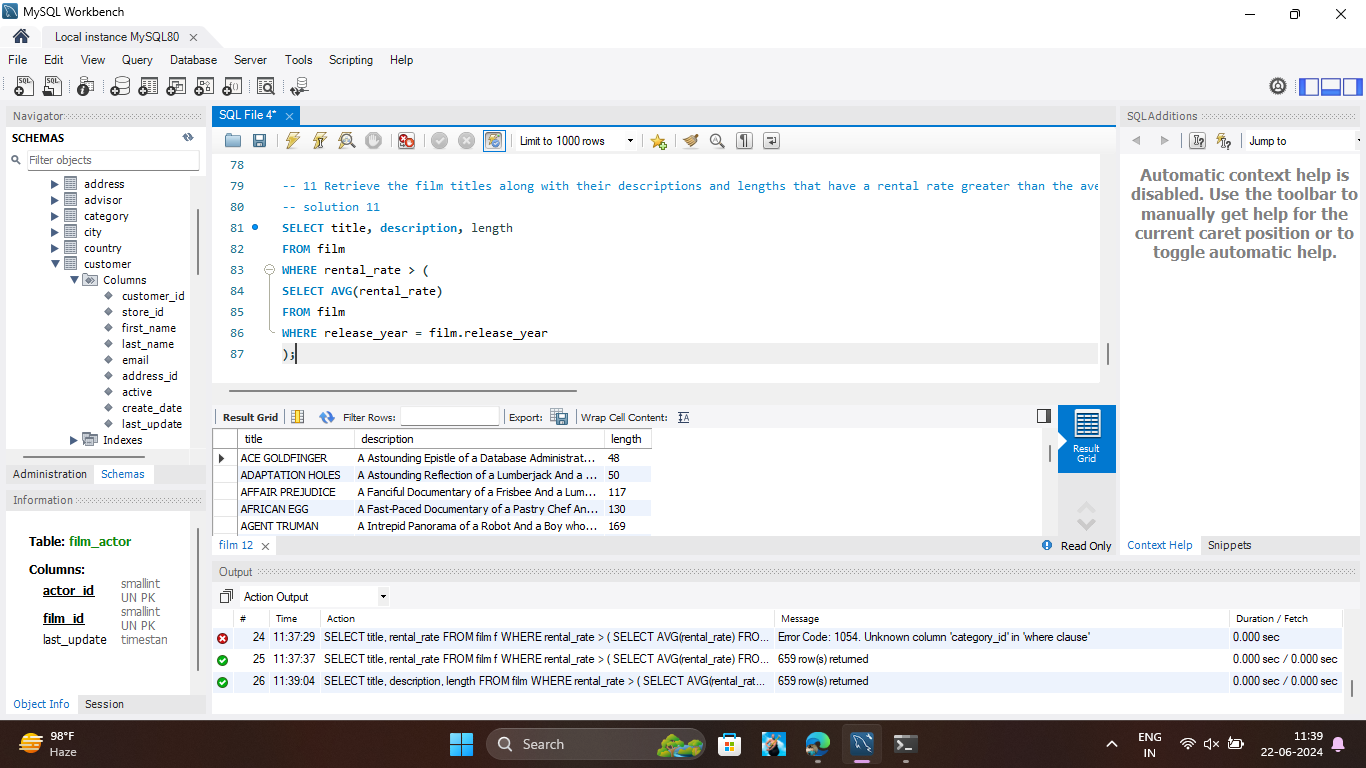 MySQL Workbench
Local instance MySQL80
File Edit View Query Database Server Tools Scripting Help
Navigator
SCHEMAS
Filter objects
address
advisor
category
city
country
customer
Columns
customer_id
store_id
first_name
last_name
email
address_id
active
create_date
last_update
Indexes
Administration Schemas
Information
Table: film_actor
Columns:
actor_id smallint UN PK
film_id smallint UN PK
last_update timestan
Object Info Session
SQL File 4*
Limit to 1000 rows
78
79 -- 11 Retrieve the film titles along with their descriptions and lengths that have a rental rate greater than the ave
80 -- solution 11
81 SELECT title, description, length
82 FROM film
83 WHERE rental_rate > (
84 SELECT AVG(rental_rate)
85 FROM film
86 WHERE release_year = film.release_year
87 );
Result Grid Filter Rows: Export: Wrap Cell Content:
title description length
ACE GOLDFINGER A Astounding Epistle of a Database Administrat... 48
ADAPTATION HOLES A Astounding Reflection of a Lumberjack And a ... 50
AFFAIR PREJUDICE A Fanciful Documentary of a Frisbee And a Lum... 117
AFRICAN EGG A Fast-Paced Documentary of a Pastry Chef An... 130
AGENT TRUMAN A Intrepid Panorama of a Robot And a Boy who... 169
Result
Grid
film 12
Read Only
SQLAdditions
Jump to
Automatic context help is
disabled. Use the toolbar to
manually get help for the
current caret position or to
toggle automatic help.
Context Help Snippets
Output
Action Output
# Time Action Message Duration / Fetch
24 11:37:29 SELECT title, rental_rate FROM film f WHERE rental_rate > ( SELECT AVG(rental_rate) FRO... Error Code: 1054. Unknown column 'category_id' in 'where clause' 0.000 sec
25 11:37:37 SELECT title, rental_rate FROM film f WHERE rental_rate > ( SELECT AVG(rental_rate) FRO... 659 row(s) returned 0.000 sec / 0.000 sec
26 11:39:04 SELECT title, description, length FROM film WHERE rental_rate > ( SELECT AVG(rental_rat... 659 row(s) returned 0.000 sec / 0.000 sec
98°F
Haze
Search
ENG
IN
11:39
22-06-2024